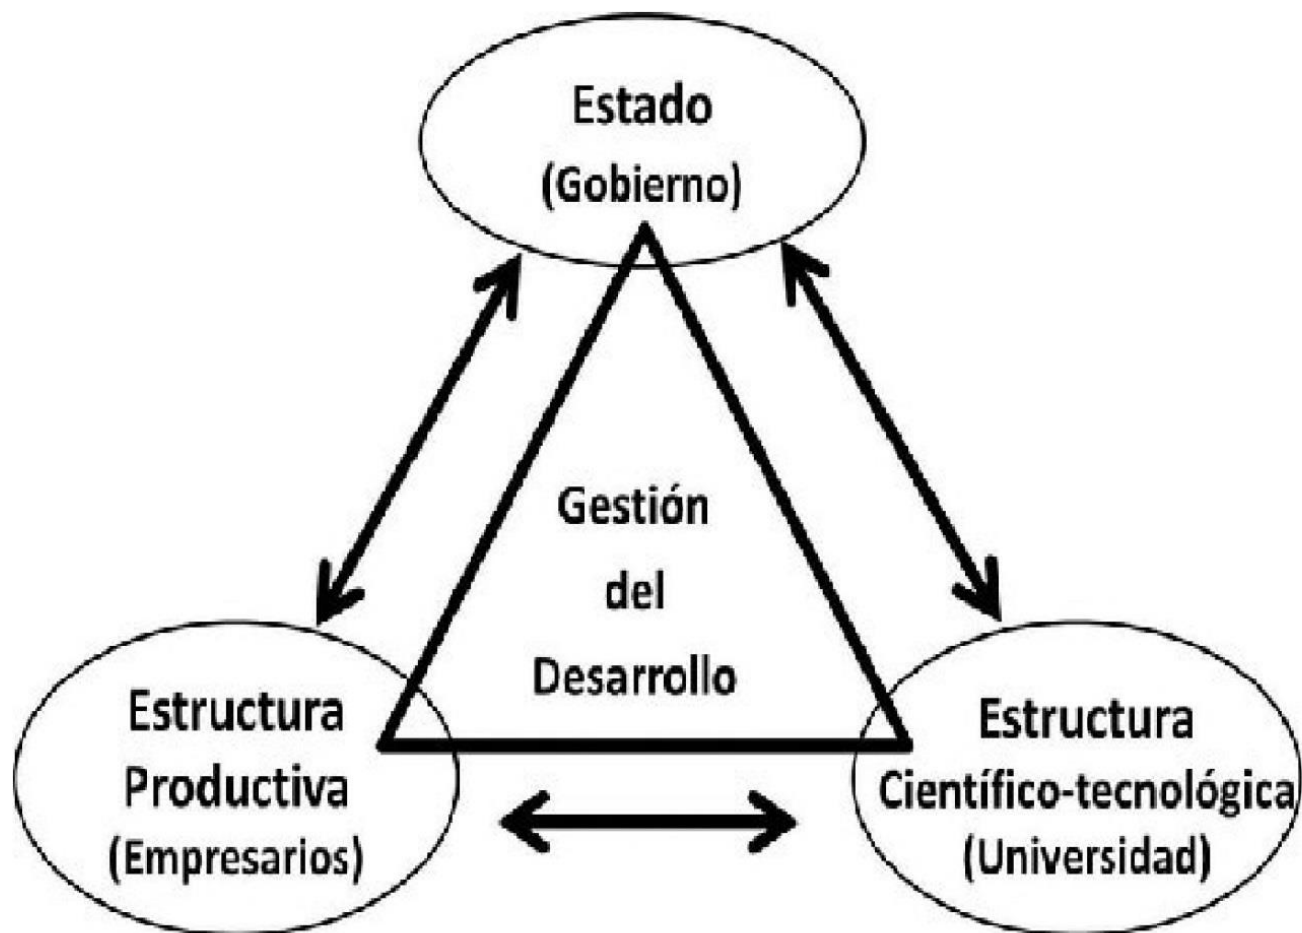 Estado
(Gobierno)
Gestión
del
Desarrollo
Estructura
Productiva
(Empresarios)
Estructura
Científico-tecnológica
(Universidad)